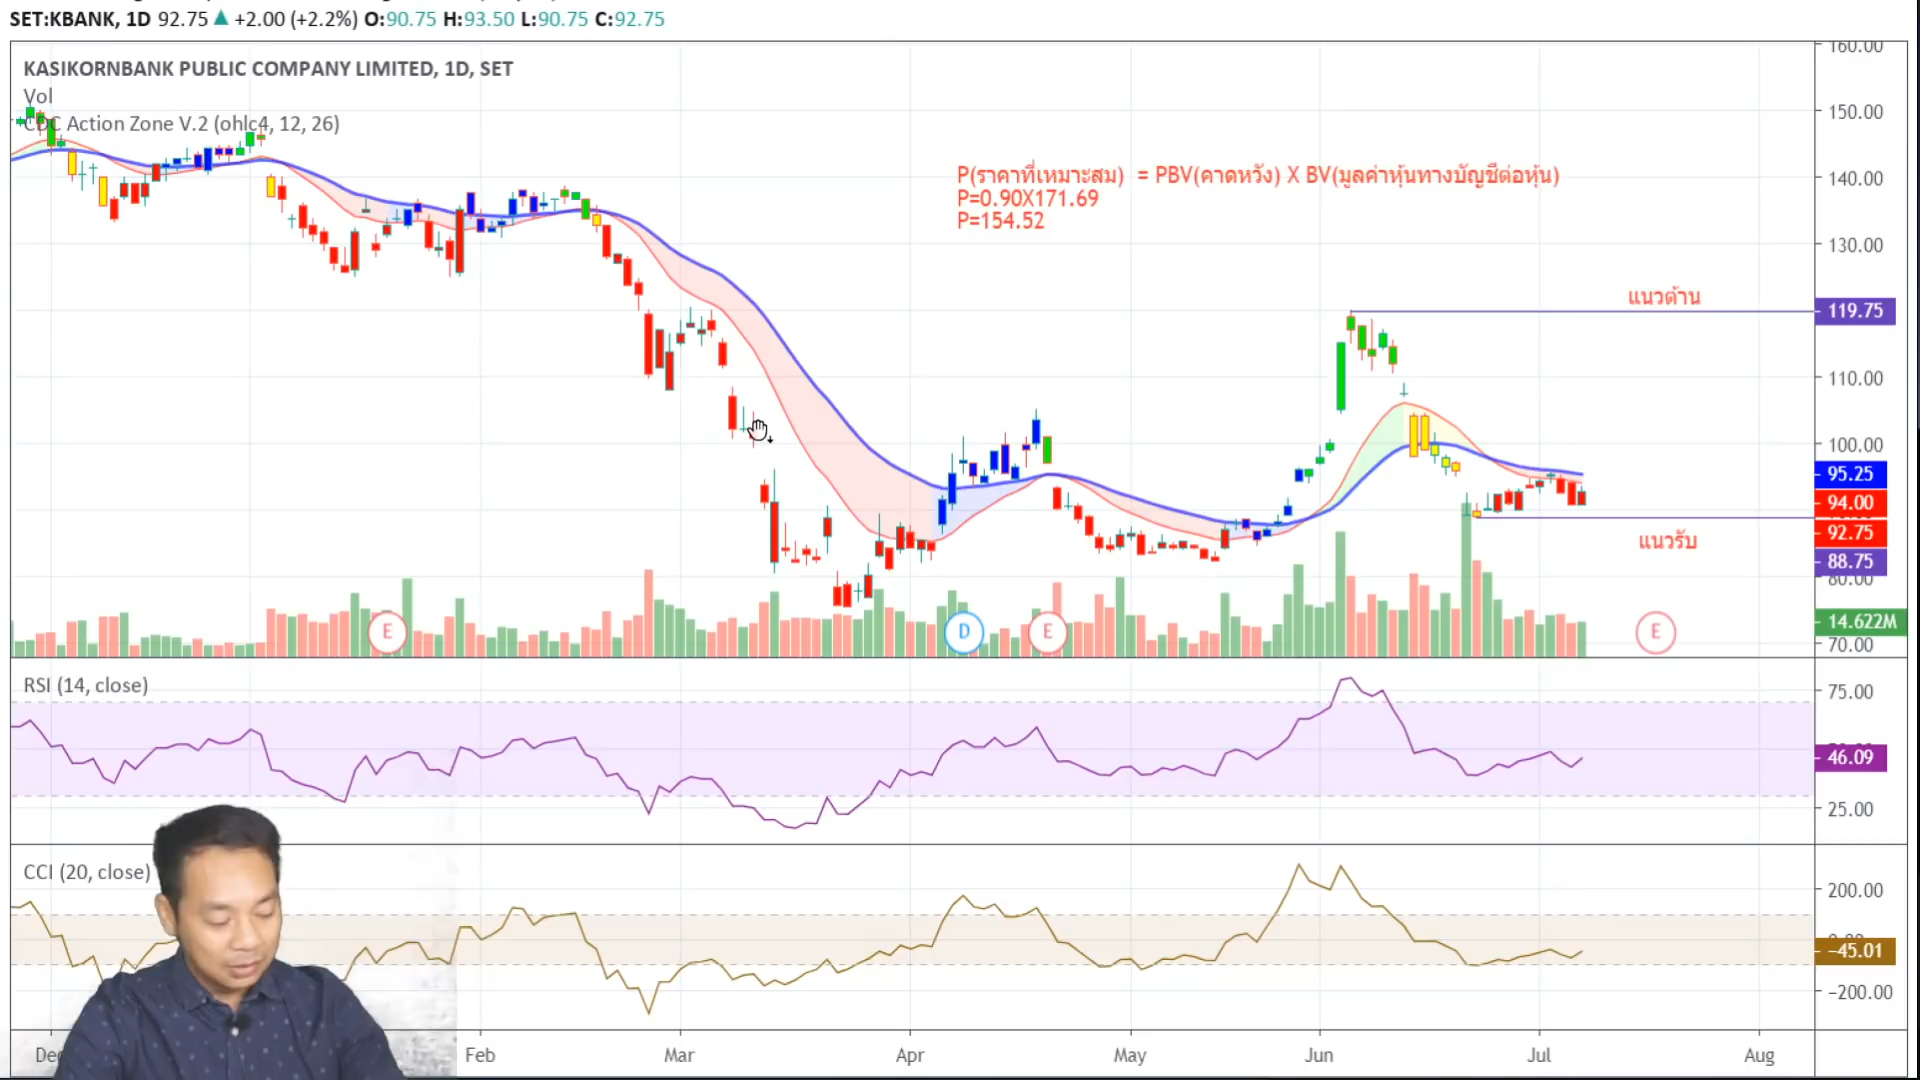 SET:KBANK, 1D 92.75 ▲ +2.00 (+2.2%) O:90.75 H:93.50 L:90.75 C:92.75
KASIKORNBANK PUBLIC COMPANY LIMITED, 1D, SET
Vol
CDC Action Zone V.2 (ohlc4, 12, 26)
P(ราคาที่เหมาะสม) = PBV(คาดหวัง) X BV(มูลค่าหุ้นทางบัญชีต่อหุ้น)
P=0.90X171.69
P=154.52
แนวต้าน
แนวรับ
160.00
150.00
140.00
130.00
119.75
110.00
100.00
95.25
94.00
92.75
88.75
80.00
14.622M
70.00
E
D
E
E
RSI (14, close)
75.00
46.09
25.00
CCI (20, close)
200.00
0.00
−45.01
−200.00
Feb
Mar
Apr
May
Jun
Jul
Aug